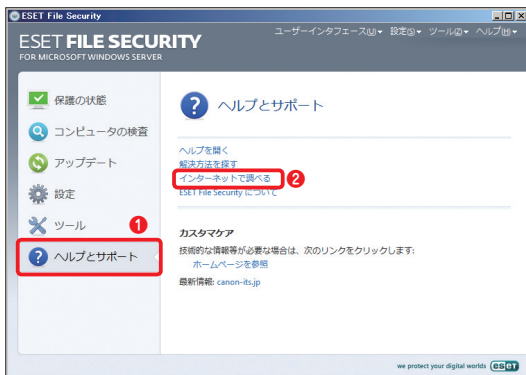 ESET File Security
ESET FILE SECURITY
FOR MICROSOFT WINDOWS SERVER
ユーザーインタフェース(U)▾ 設定(S)▾ ツール(Z)▾ ヘルプ(H)▾
保護の状態
コンピュータの検査
アップデート
設定
ツール
1
ヘルプとサポート
ヘルプとサポート
ヘルプを開く
解決方法を探す
インターネットで調べる
2
ESET File Security について
カスタマケア
技術的な情報等が必要な場合は、次のリンクをクリックします:
ホームページを参照
最新情報: canon-its.jp
we protect your digital worlds eset